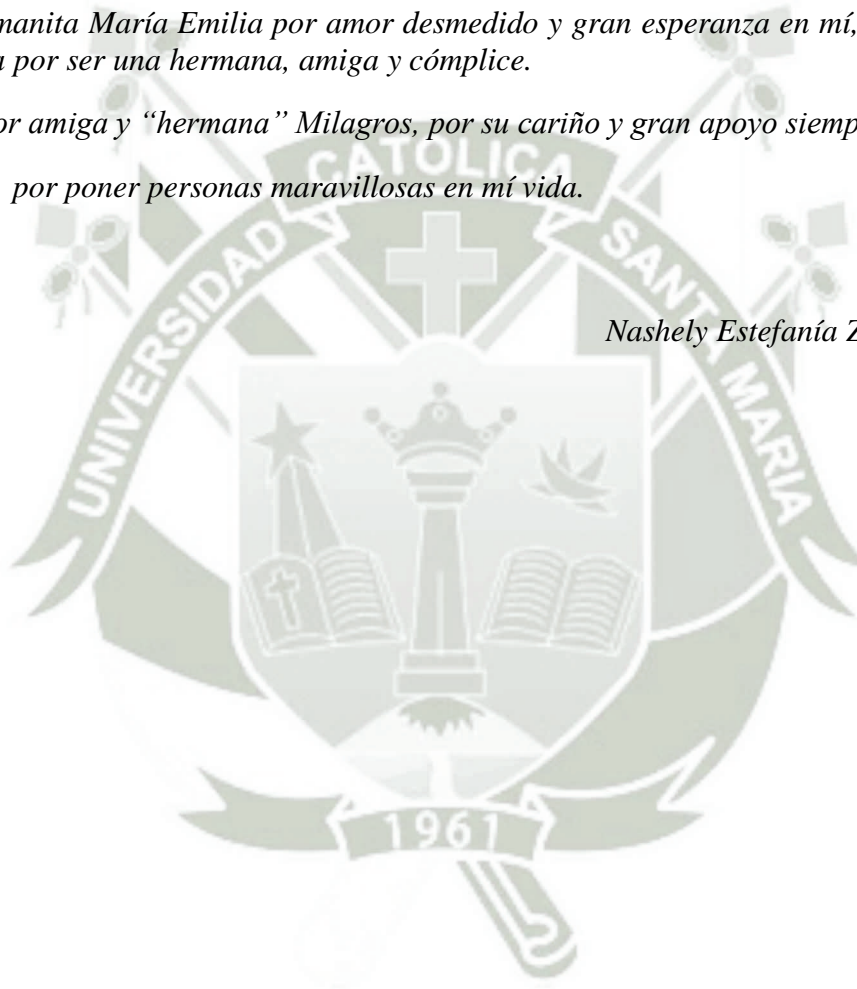 manita María Emilia por amor desmedido y gran esperanza en mí,
a por ser una hermana, amiga y cómplice.
or amiga y “hermana” Milagros, por su cariño y gran apoyo siemp
por poner personas maravillosas en mí vida.
Nashely Estefanía Z
UNIVERSIDAD CATOLICA SANTA MARIA
1961